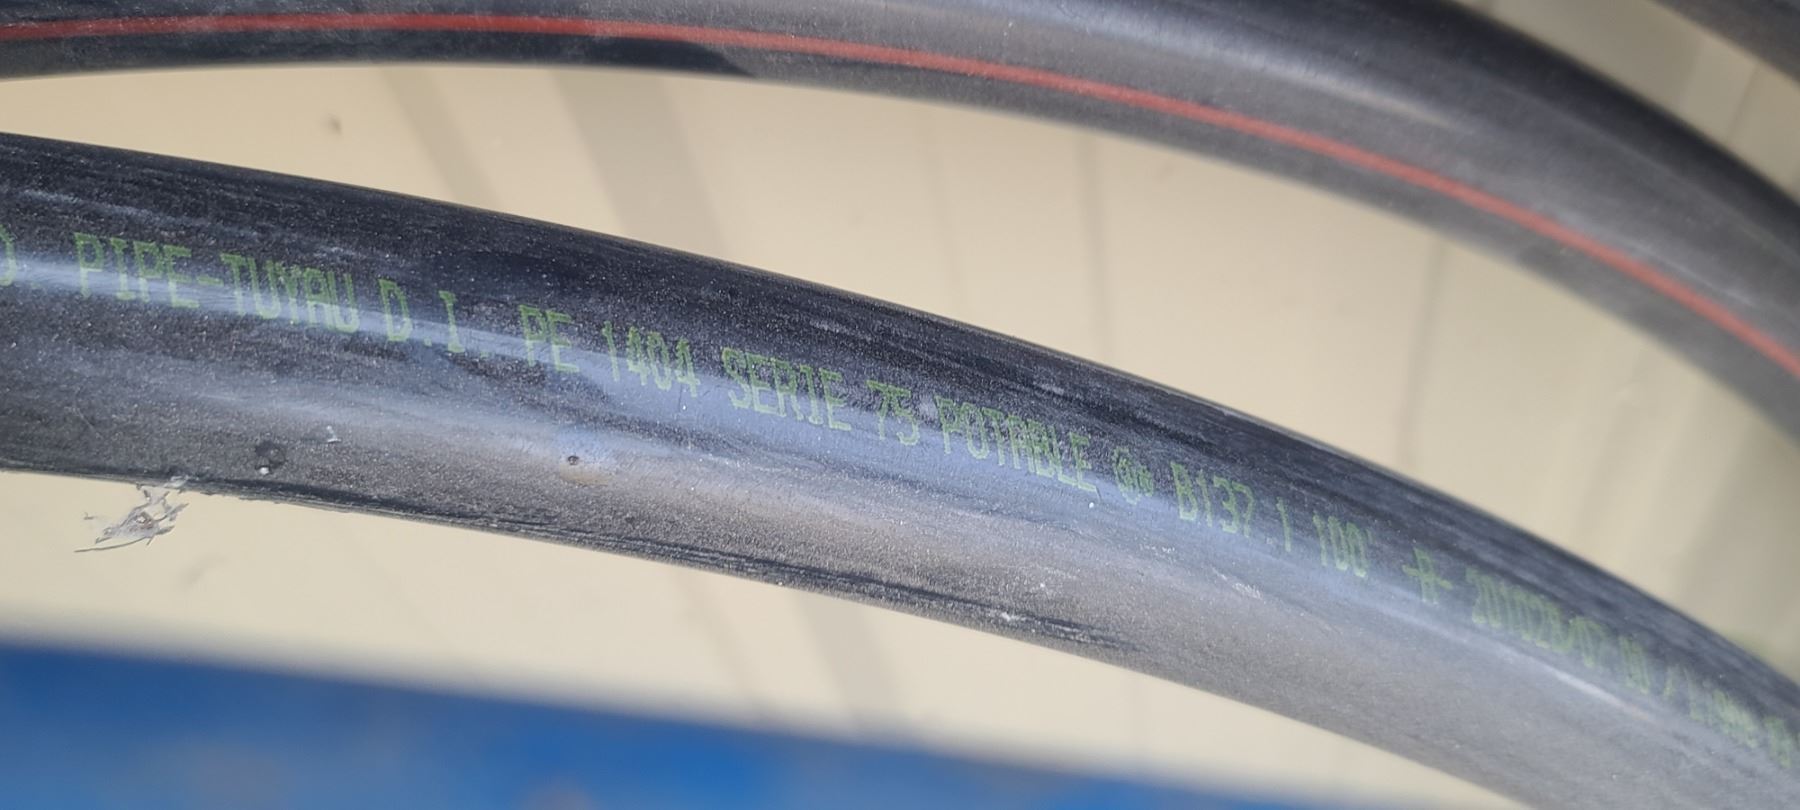 . PIPE-TUYAU D.I. PE 1404 SERIE 75 POTABLE B137.1 100'